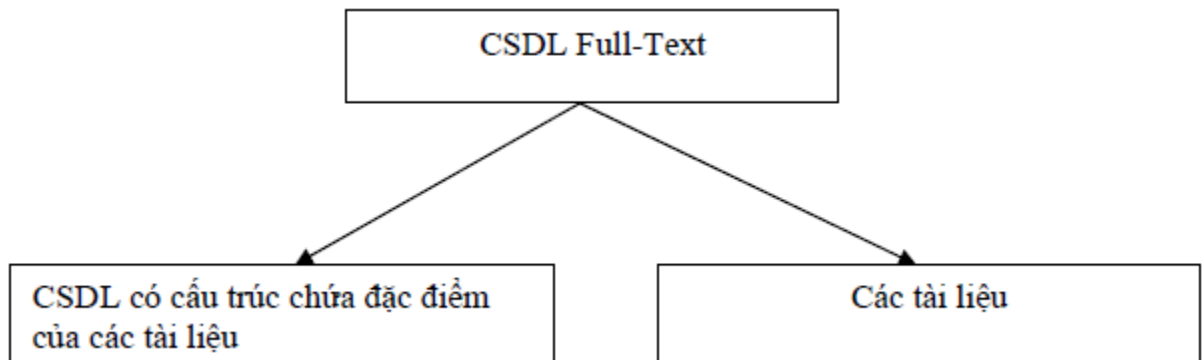 CSDL Full-Text
CSDL có cấu trúc chứa đặc điểm
của các tài liệu
Các tài liệu